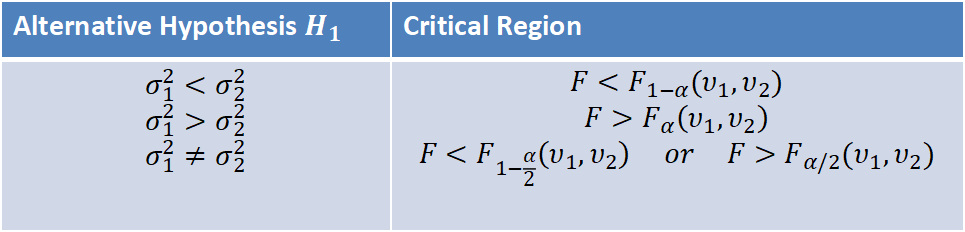 Alternative Hypothesis H₁ Critical Region
σ₁² < σ₂² F < F₁₋α(υ₁, υ₂)
σ₁² > σ₂² F > Fα(υ₁, υ₂)
σ₁² ≠ σ₂² F < F₁₋α/₂(υ₁, υ₂) or F > Fα/₂(υ₁, υ₂)